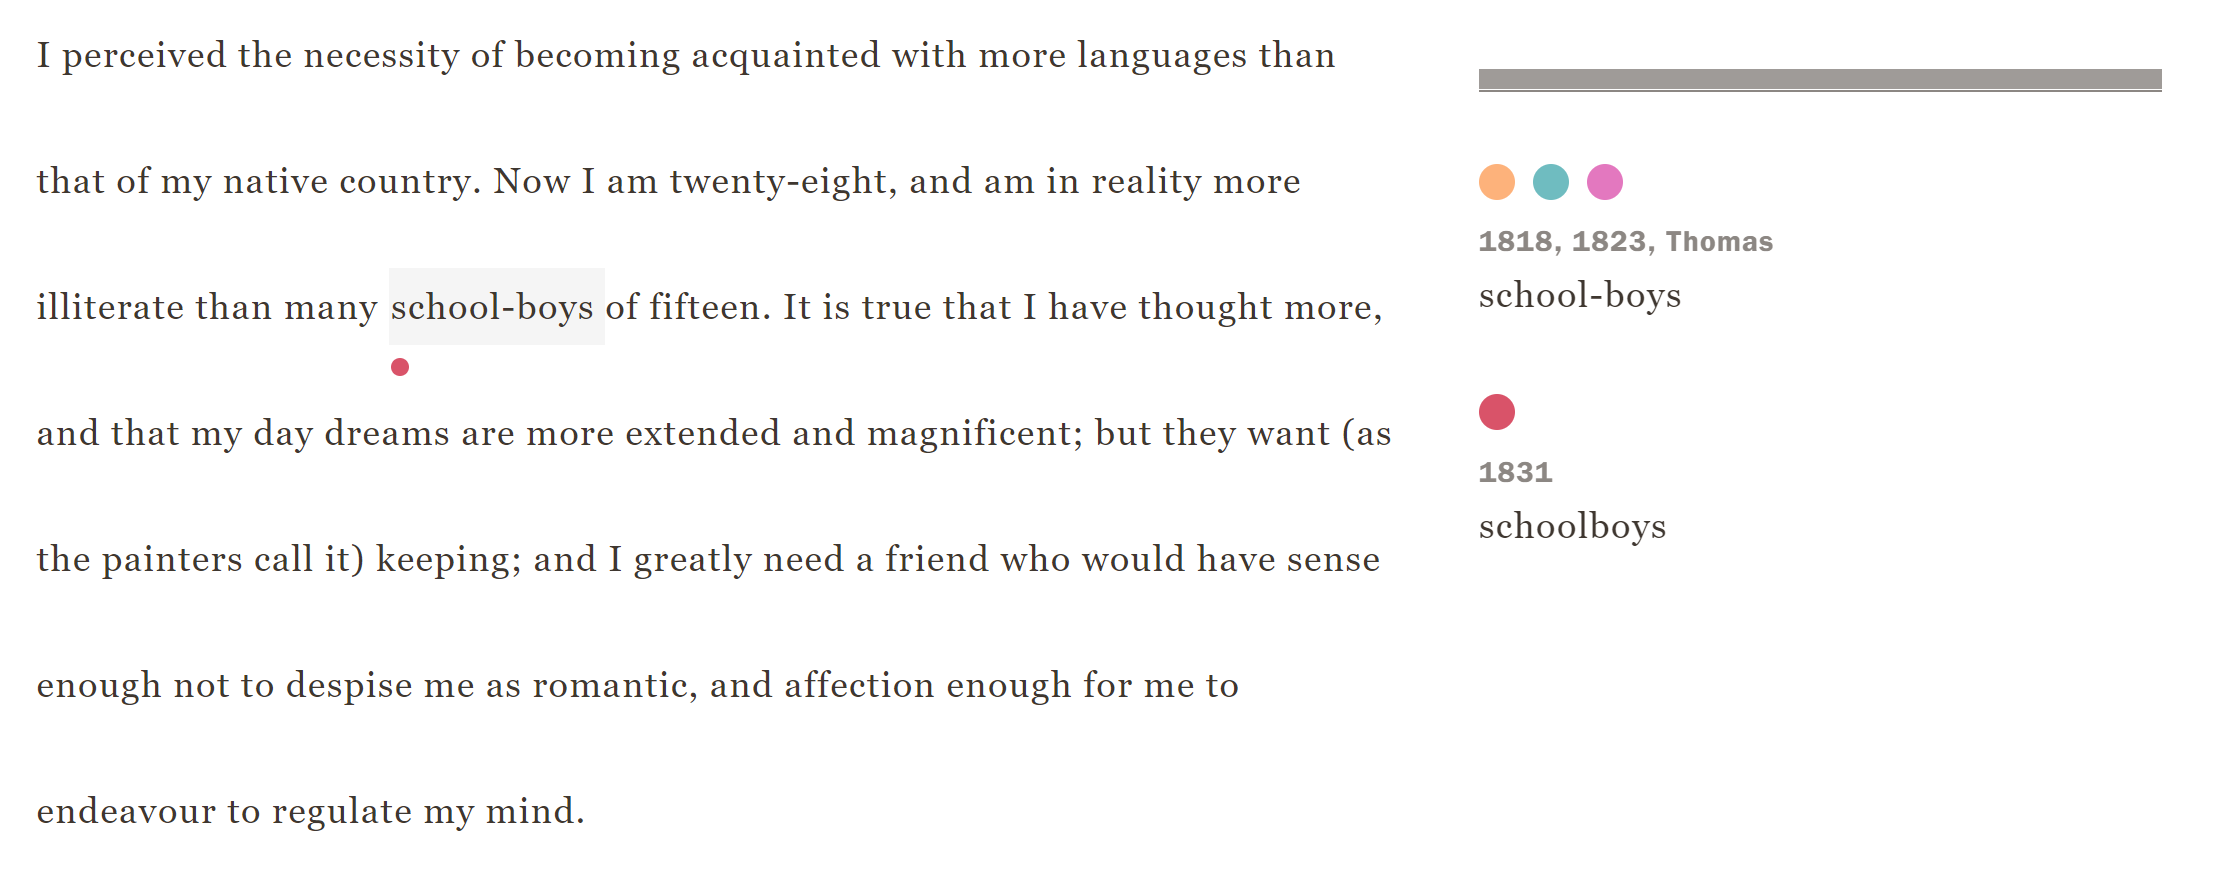 I perceived the necessity of becoming acquainted with more languages than
that of my native country. Now I am twenty-eight, and am in reality more
illiterate than many school-boys of fifteen. It is true that I have thought more,
and that my day dreams are more extended and magnificent; but they want (as
the painters call it) keeping; and I greatly need a friend who would have sense
enough not to despise me as romantic, and affection enough for me to
endeavour to regulate my mind.
1818, 1823, Thomas
school-boys
1831
schoolboys